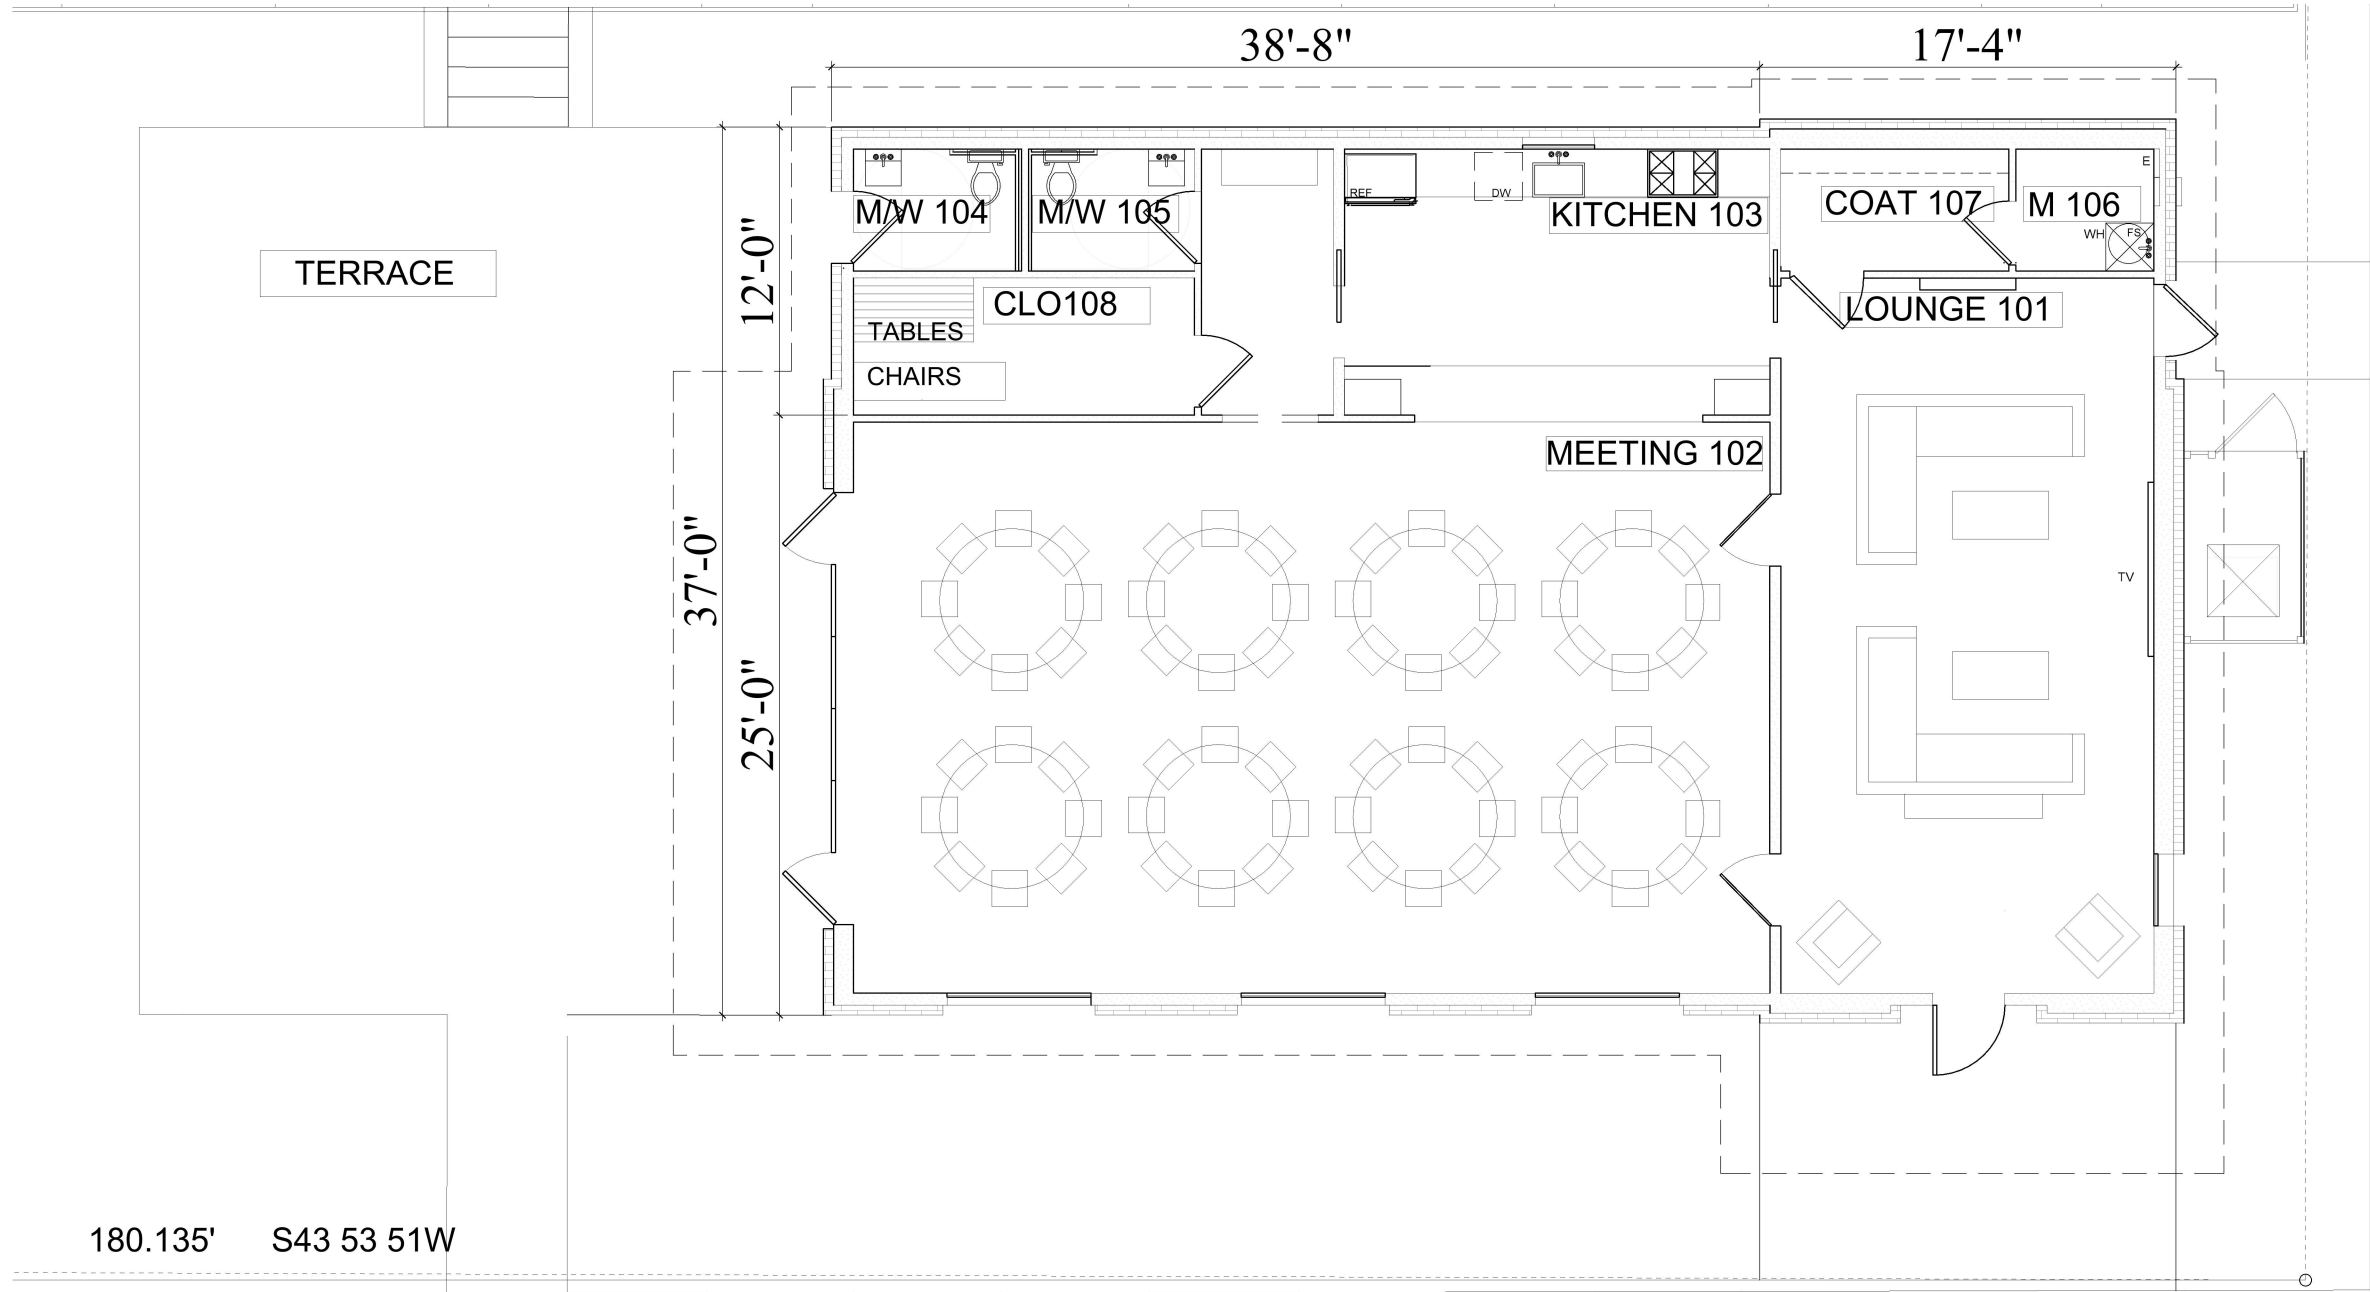 38'-8"
17'-4"
M/W 104
M/W 105
REF
DW
KITCHEN 103
COAT 107
M 106
E
WH
FS
TERRACE
12'-0"
CLO108
TABLES
CHAIRS
LOUNGE 101
MEETING 102
37'-0"
25'-0"
TV
180.135' S43 53 51W